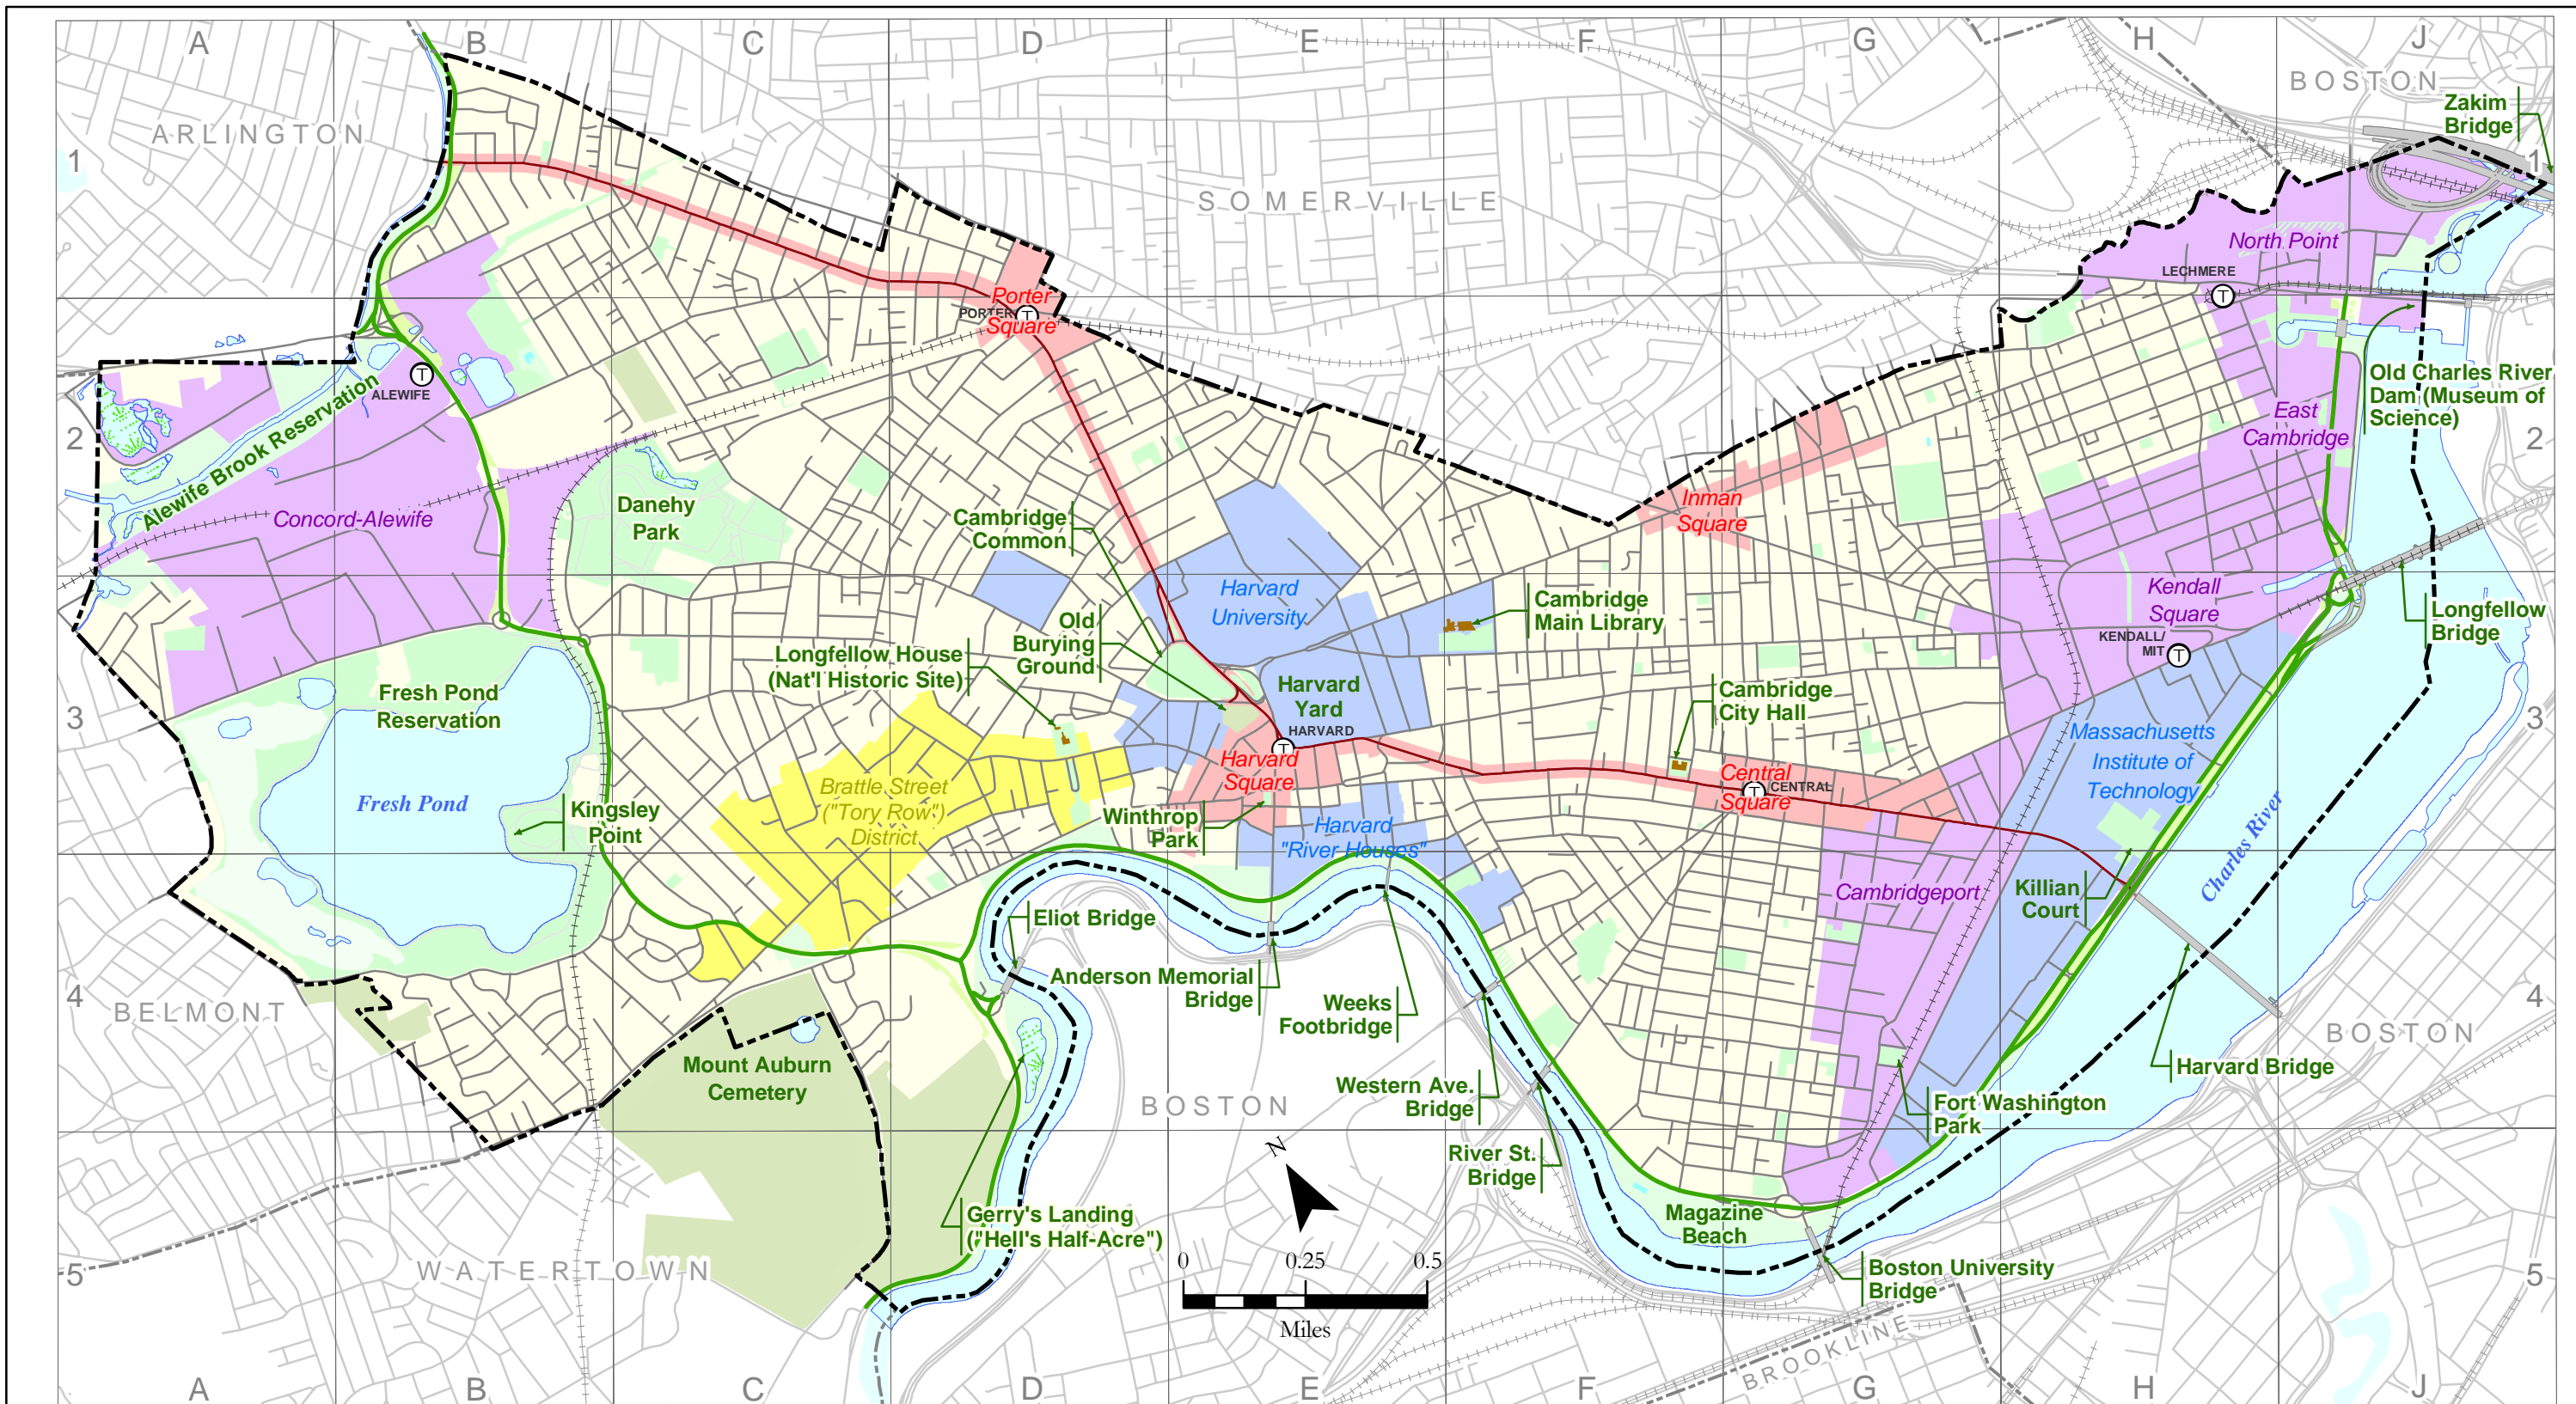 A B C D E F G H J
BOSTON
Zakim
Bridge
ARLINGTON
1
1
SOMERVILLE
North Point
LECHMERE
Porter
Square
PORTER
T
T
T
ALEWIFE
Old Charles River
Dam (Museum of
Science)
East
Cambridge
2
2
Alewife Brook Reservation
Concord-Alewife
Danehy
Park
Cambridge
Common
Inman
Square
Harvard
University
Kendall
Square
KENDALL/
MIT
T
Longfellow
Bridge
Cambridge
Main Library
Old
Burying
Ground
Longfellow House
(Nat'l Historic Site)
Fresh Pond
Reservation
Harvard
Yard
HARVARD
T
Cambridge
City Hall
3
3
Massachusetts
Institute of
Technology
Harvard
Square
Central
Square
CENTRAL
T
Brattle Street
("Tory Row")
District
Fresh Pond
Kingsley
Point
Winthrop
Park
Harvard
"River Houses"
Charles River
Cambridgeport
Killian
Court
Eliot Bridge
Anderson Memorial
Bridge
Weeks
Footbridge
4
4
BELMONT
BOSTON
Mount Auburn
Cemetery
Harvard Bridge
Western Ave.
Bridge
BOSTON
Fort Washington
Park
River St.
Bridge
N
Gerry's Landing
("Hell's Half-Acre")
Magazine
Beach
5
5
WATERTOWN
0 0.25 0.5
Miles
Boston University
Bridge
BROOKLINE
A B C D E F G H J